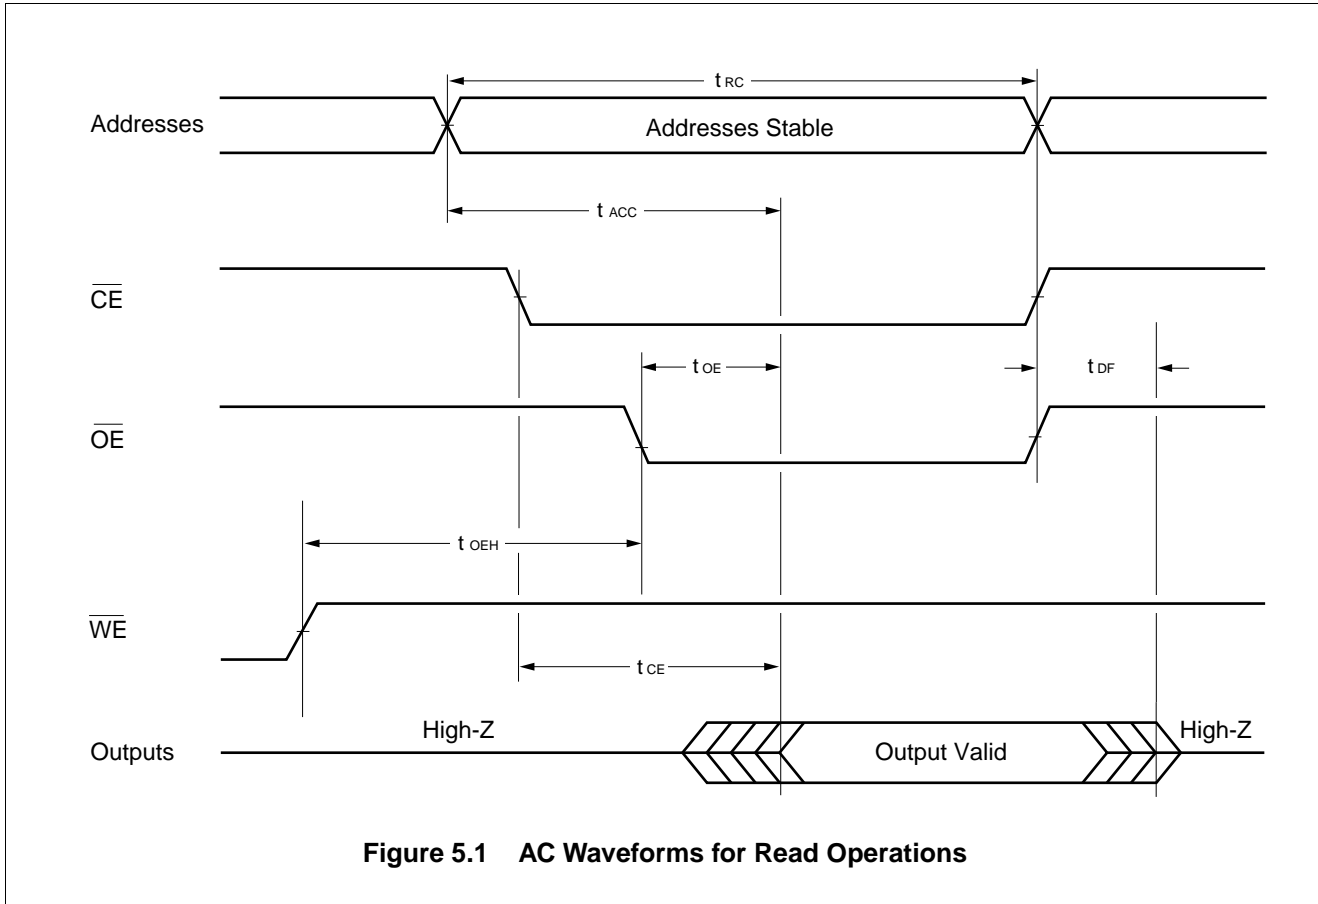 t RC
Addresses
Addresses Stable
t ACC
CE
t OE
t DF
OE
t OEH
WE
t CE
High-Z
High-Z
Outputs
Output Valid
Figure 5.1 AC Waveforms for Read Operations